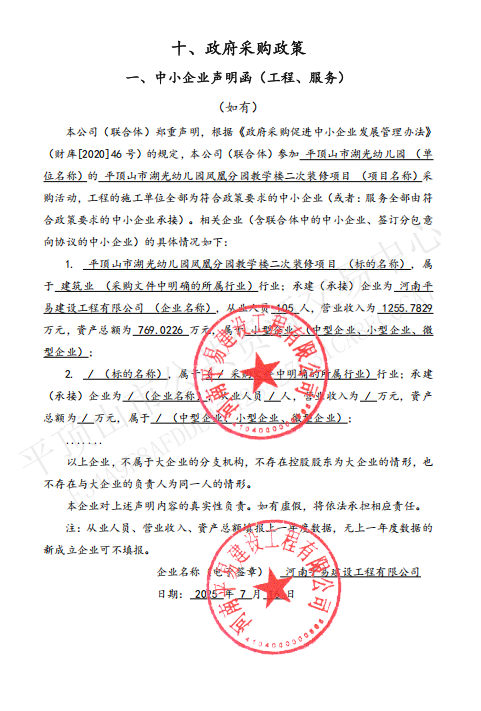 十、政府采购政策
一、中小企业声明函（工程、服务）
（如有）
本公司（联合体）郑重声明，根据《政府采购促进中小企业发展管理办法》
（财库[2020]46 号）的规定，本公司（联合体）参加 平顶山市湖光幼儿园 （单
位名称）的 平顶山市湖光幼儿园凤凰分园教学楼二次装修项目 （项目名称）采
购活动，工程的施工单位全部为符合政策要求的中小企业（或者：服务全部由符
合政策要求的中小企业承接）。相关企业（含联合体中的中小企业、签订分包意
向协议的中小企业）的具体情况如下：
1. 平顶山市湖光幼儿园凤凰分园教学楼二次装修项目 （标的名称），属
于 建筑业 （采购文件中明确的所属行业）行业；承建（承接）企业为 河南平
易建设工程有限公司 （企业名称），从业人员 105 人，营业收入为 1255.7829
万元，资产总额为 769.0226 万元，属于 小型企业 （中型企业、小型企业、微
型企业）；
2. / （标的名称），属于（ / 采购文件中明确的所属行业）行业；承建
（承接）企业为 / （企业名称），从业人员 / 人，营业收入为 / 万元，资产
总额为 / 万元，属于 / （中型企业、小型企业、微型企业）；
.......
以上企业，不属于大企业的分支机构，不存在控股股东为大企业的情形，也
不存在与大企业的负责人为同一人的情形。
本企业对上述声明内容的真实性负责。如有虚假，将依法承担相应责任。
注：从业人员、营业收入、资产总额填报上一年度数据，无上一年度数据的
新成立企业可不填报。
企业名称（电子签章） 河南平易建设工程有限公司
日期： 2025 年 7 月 16 日
河南平易建设工程有限公司
河南平易建设工程有限公司